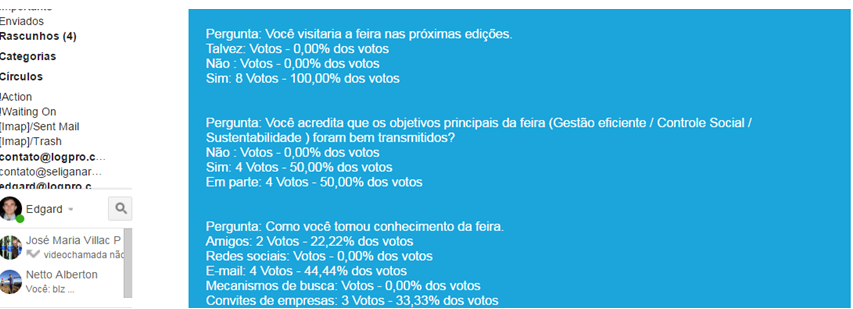 Importante
Enviados
Rascunhos (4)
Categorias
Círculos
!Action
!Waiting On
[Imap]/Sent Mail
[Imap]/Trash
contato@logpro.c...
contato@seliganar...
edgard@logpro.c
Edgard
José Maria Villac P
videochamada não
Netto Alberton
Você: blz ...
Pergunta: Você visitaria a feira nas próximas edições.
Talvez: Votos - 0,00% dos votos
Não : Votos - 0,00% dos votos
Sim: 8 Votos - 100,00% dos votos
Pergunta: Você acredita que os objetivos principais da feira (Gestão eficiente / Controle Social /
Sustentabilidade ) foram bem transmitidos?
Não : Votos - 0,00% dos votos
Sim: 4 Votos - 50,00% dos votos
Em parte: 4 Votos - 50,00% dos votos
Pergunta: Como você tomou conhecimento da feira.
Amigos: 2 Votos - 22,22% dos votos
Redes sociais: Votos - 0,00% dos votos
E-mail: 4 Votos - 44,44% dos votos
Mecanismos de busca: Votos - 0,00% dos votos
Convites de empresas: 3 Votos - 33,33% dos votos